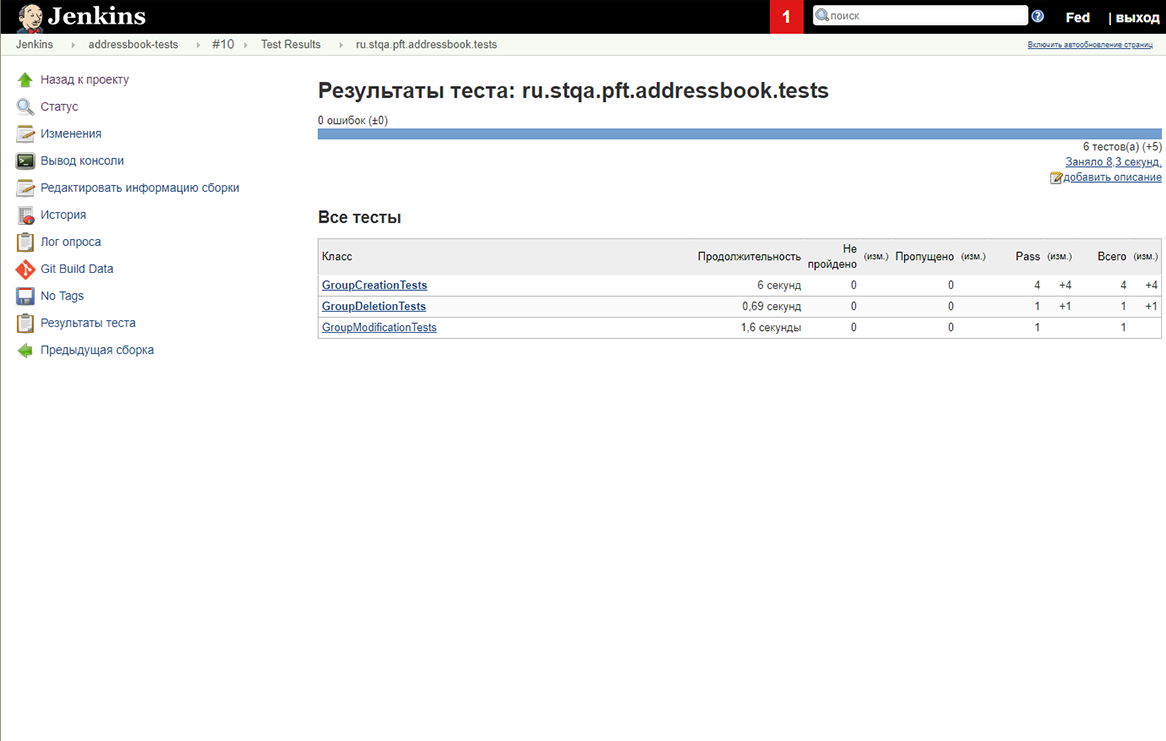 Jenkins
1
поиск
Fed
| выход
Jenkins addressbook-tests #10 Test Results ru.stqa.pft.addressbook.tests
Включить автообновление страниц
Назад к проекту
Статус
Изменения
Вывод консоли
Редактировать информацию сборки
История
Лог опроса
Git Build Data
No Tags
Результаты теста
Предыдущая сборка
Результаты теста: ru.stqa.pft.addressbook.tests
0 ошибок (±0)
6 тестов(а) (+5)
Заняло 8,3 секунд.
добавить описание
Все тесты
Класс Продолжительность Не пройдено (изм.) Пропущено (изм.) Pass (изм.) Всего (изм.)
GroupCreationTests 6 секунд 0 0 4 +4 4 +4
GroupDeletionTests 0,69 секунд 0 0 1 +1 1 +1
GroupModificationTests 1,6 секунды 0 0 1 1